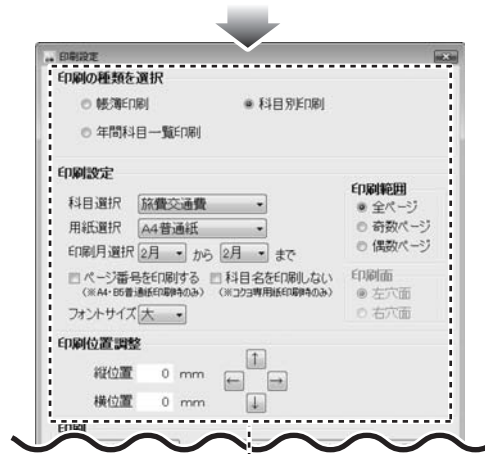 印刷設定
印刷の種類を選択
帳簿印刷 科目別印刷
年間科目一覧印刷
印刷設定
科目選択 旅費交通費
用紙選択 A4普通紙
印刷月選択 2月 から 2月 まで
ページ番号を印刷する 科目名を印刷しない
(※A4・B5普通紙印刷時のみ) (※コクヨ専用紙印刷時のみ)
フォントサイズ 大
印刷範囲
全ページ
奇数ページ
偶数ページ
印刷面
左穴面
右穴面
印刷位置調整
縦位置 0 mm
横位置 0 mm
↑
← →
↓
印刷